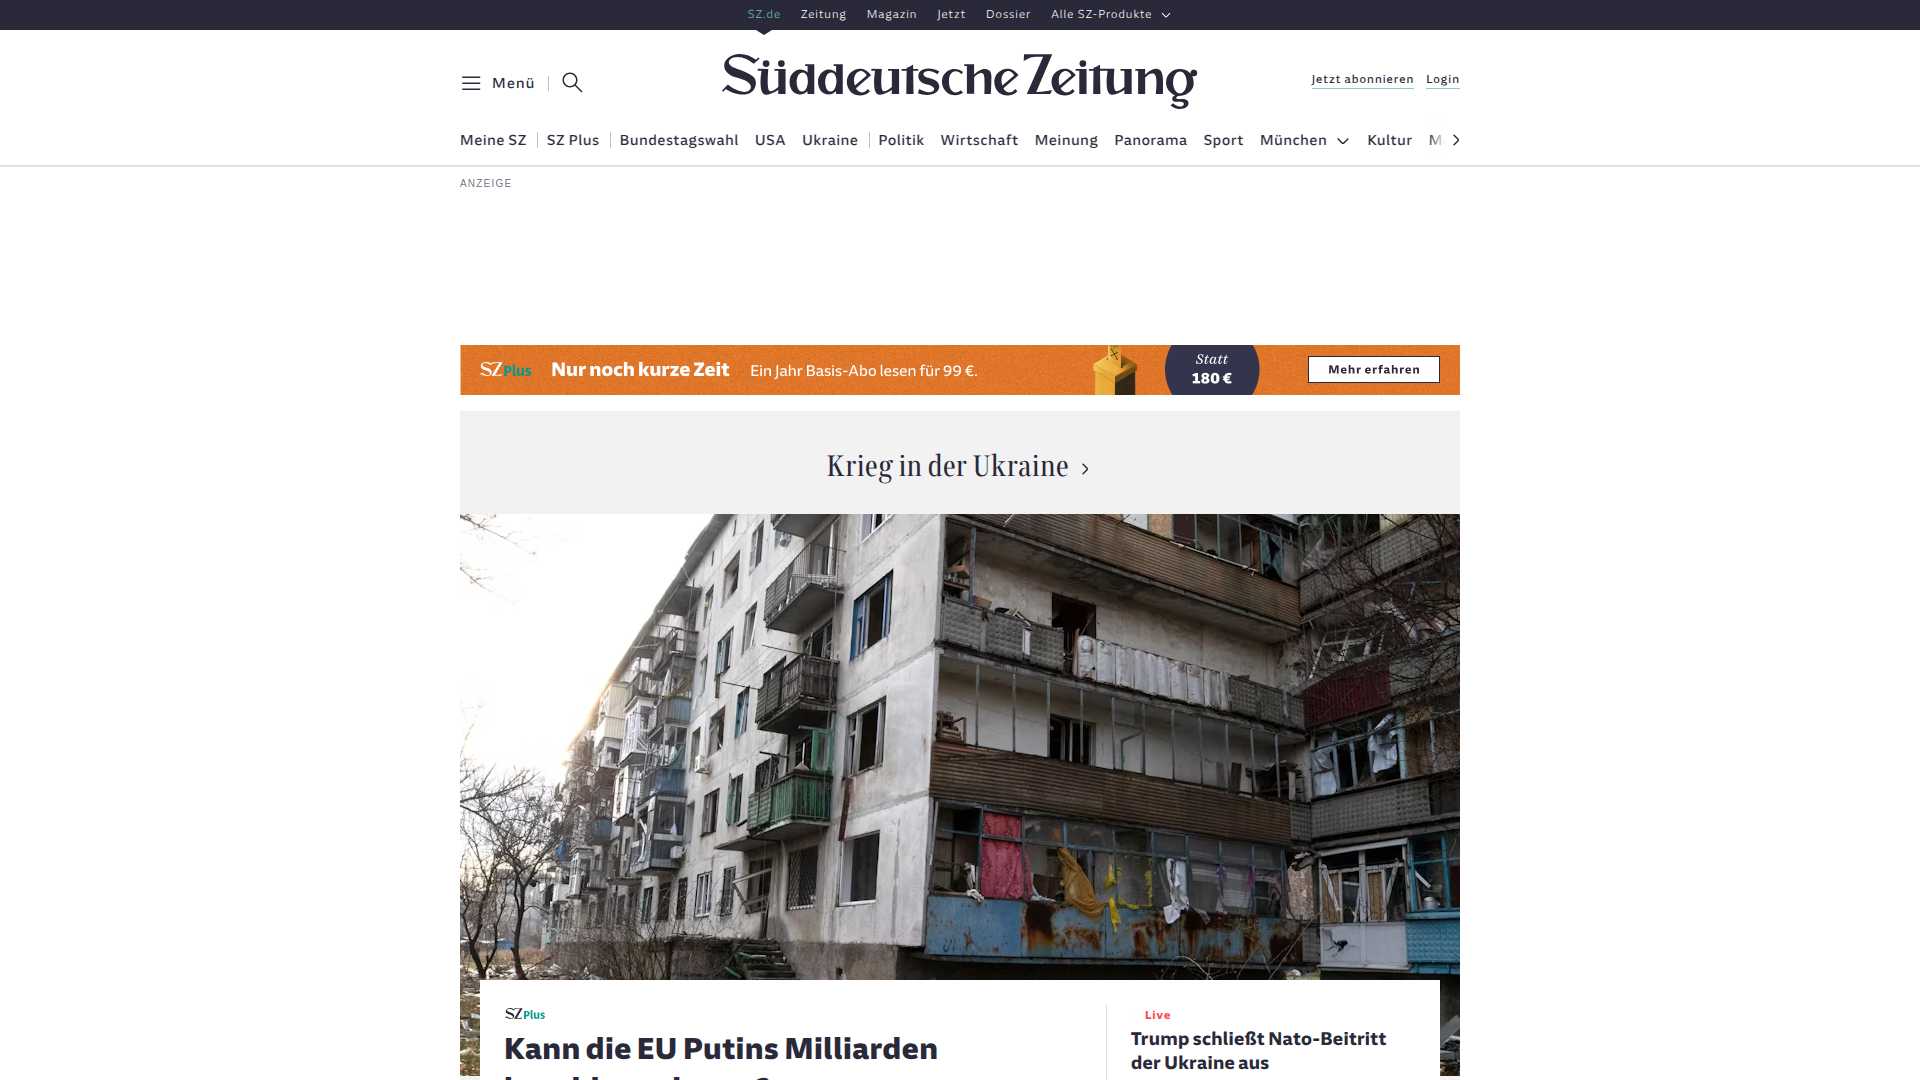 SZ.de Zeitung Magazin Jetzt Dossier Alle SZ-Produkte
Menü
Süddeutsche Zeitung
Jetzt abonnieren Login
Meine SZ SZ Plus Bundestagswahl USA Ukraine Politik Wirtschaft Meinung Panorama Sport München Kultur M
ANZEIGE
SZ Plus Nur noch kurze Zeit Ein Jahr Basis-Abo lesen für 99 €.
Statt
180 €
Mehr erfahren
Krieg in der Ukraine
SZ Plus
Kann die EU Putins Milliarden
Live
Trump schließt Nato-Beitritt
der Ukraine aus